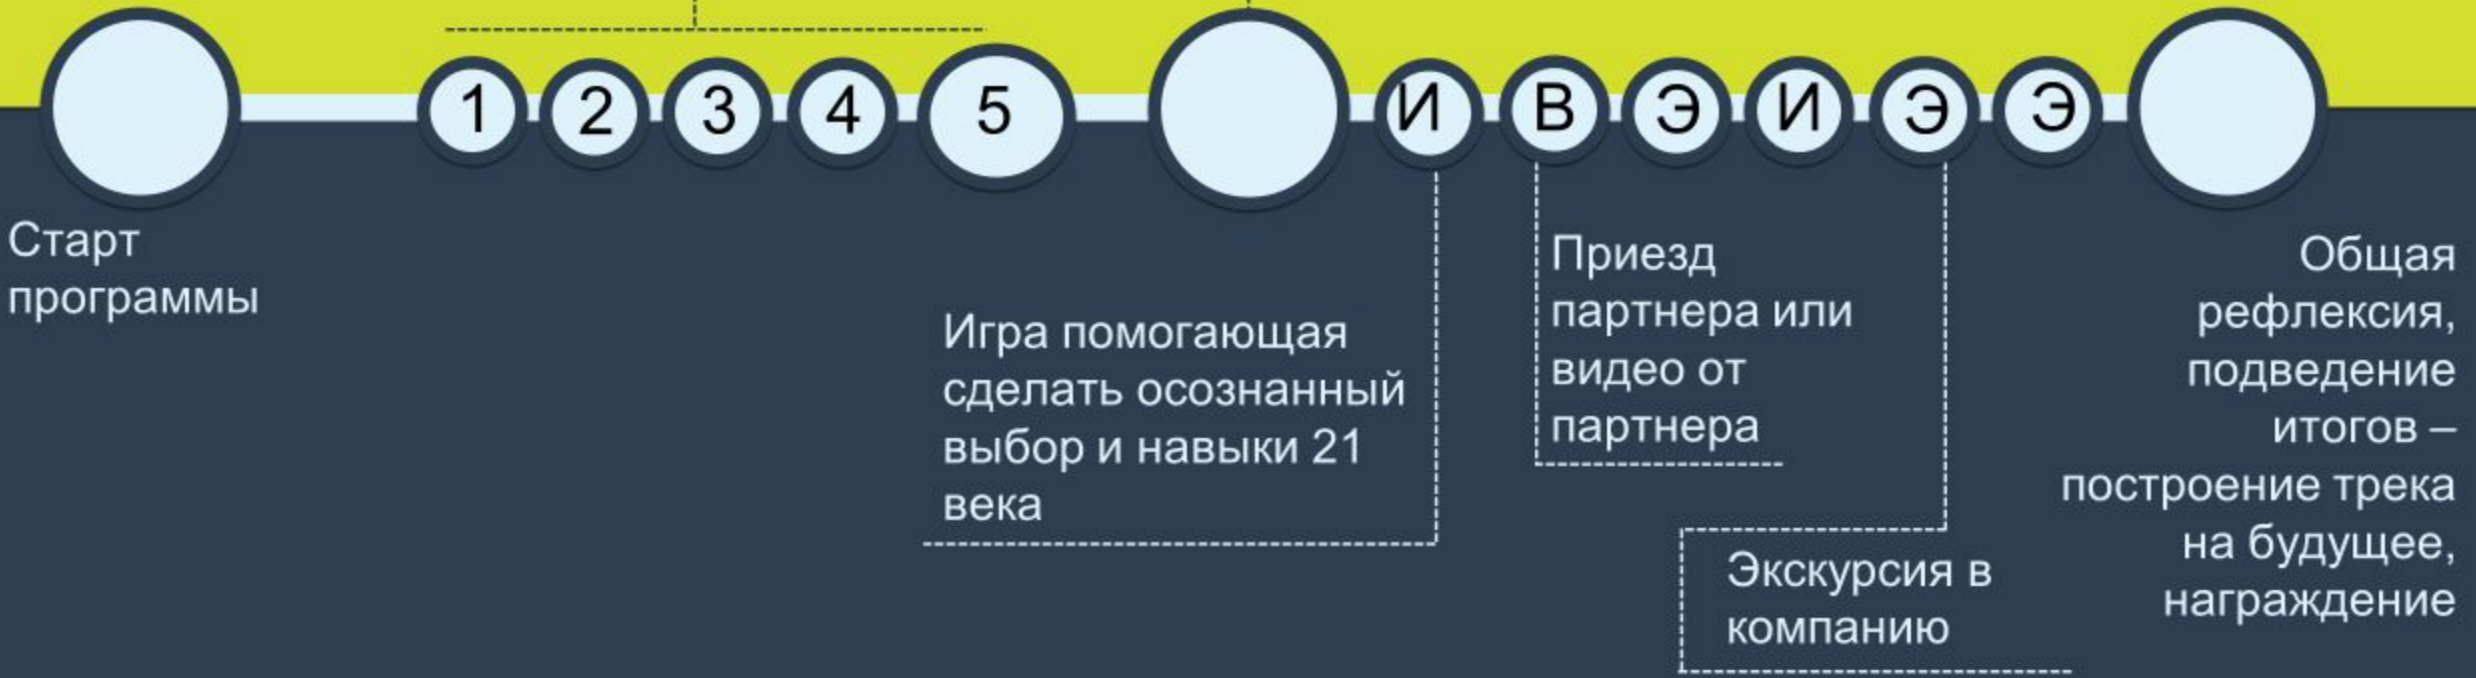 1 2 3 4 5 И В Э И Э Э
Старт
программы
Игра помогающая
сделать осознанный
выбор и навыки 21
века
Приезд
партнера или
видео от
партнера
Экскурсия в
компанию
Общая
рефлексия,
подведение
итогов –
построение трека
на будущее,
награждение